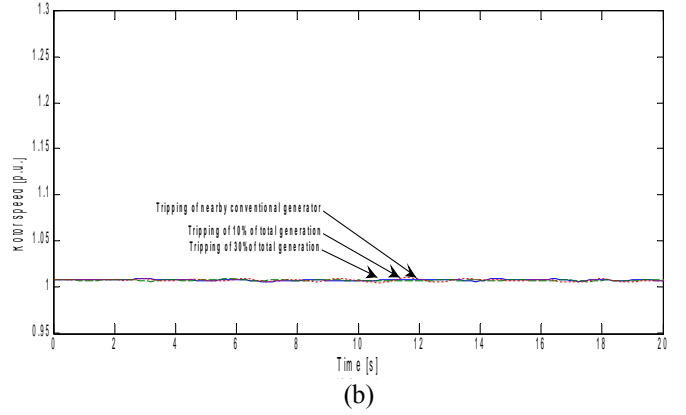 1.3
1.25
1.2
1.15
1.1
1.05
1
0.95
Rotor speed [p.u.]
Tripping of nearby conventional generator
Tripping of 10% of total generation
Tripping of 30% of total generation
0 2 4 6 8 10 12 14 16 18 20
Time [s]
(b)